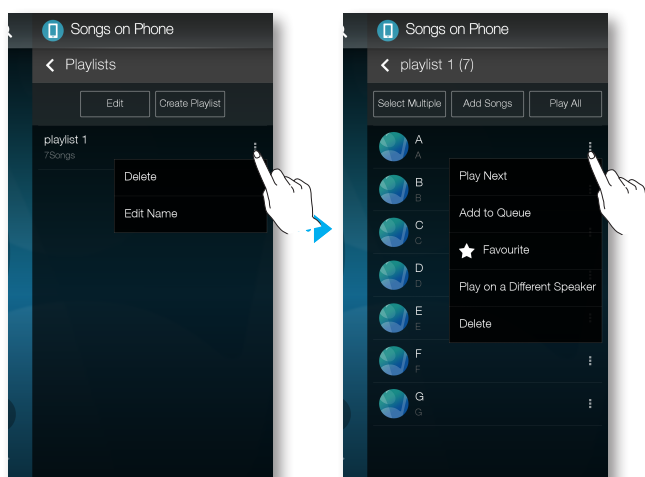 Songs on Phone
Playlists
Edit
Create Playlist
playlist 1
7Songs
Delete
Edit Name
Songs on Phone
playlist 1 (7)
Select Multiple
Add Songs
Play All
A
A
B
B
C
C
D
D
E
E
F
F
G
G
Play Next
Add to Queue
Favourite
Play on a Different Speaker
Delete